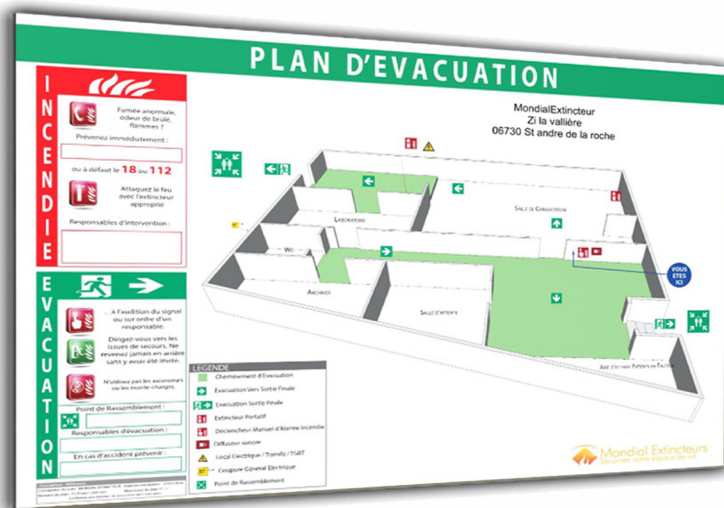 PLAN D'EVACUATION
MondialExtincteur
Zi la vallière
06730 St andre de la roche
INCENDIE
Fumée anormale,
odeur de brûlé,
flammes ?
Prévenez immédiatement :
ou à défaut le 18 ou 112
Attaquez le feu
avec l'extincteur
approprié
Responsables d'Intervention :
EVACUATION
... à l'audition du signal
ou sur ordre d'un
responsable.
Dirigez-vous vers les
issues de secours. Ne
revenez jamais en arrière
sans y avoir été invité.
N'utilisez pas les ascenseurs
ou les monte-charges.
Point de Rassemblement :
Responsables d'évacuation :
En cas d'accident prévenir :
LABORATOIRE
WC
ARCHIVES
SALLE D'ATTENTE
SALLE DE CONSULTATION
VOUS
ETES
ICI
LEGENDE
Cheminement d'Evacuation
Evacuation Vers Sortie Finale
Evacuation Sortie Finale
Extincteur Portatif
Déclencheur Manuel d'Alarme Incendie
Diffuseur sonore
Local Electrique / Transfo / TGBT
Coupure Général Electrique
Point de Rassemblement
Mondial Extincteurs